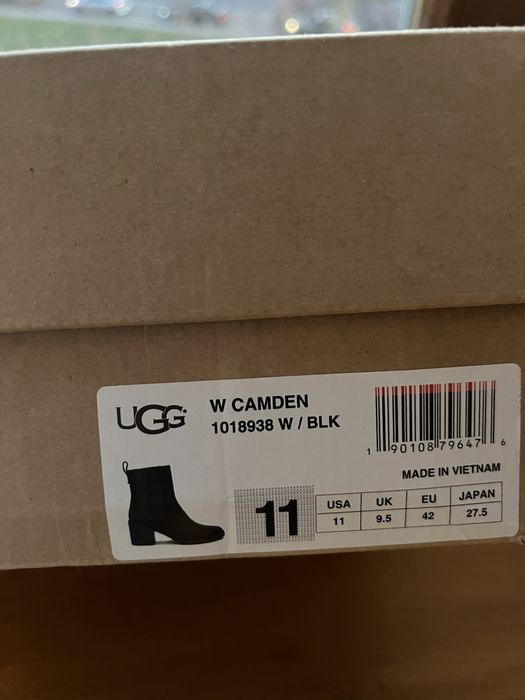 UGG
W CAMDEN
1018938 W / BLK
1 90108 79647 6
MADE IN VIETNAM
11
USA UK EU JAPAN
11 9.5 42 27.5